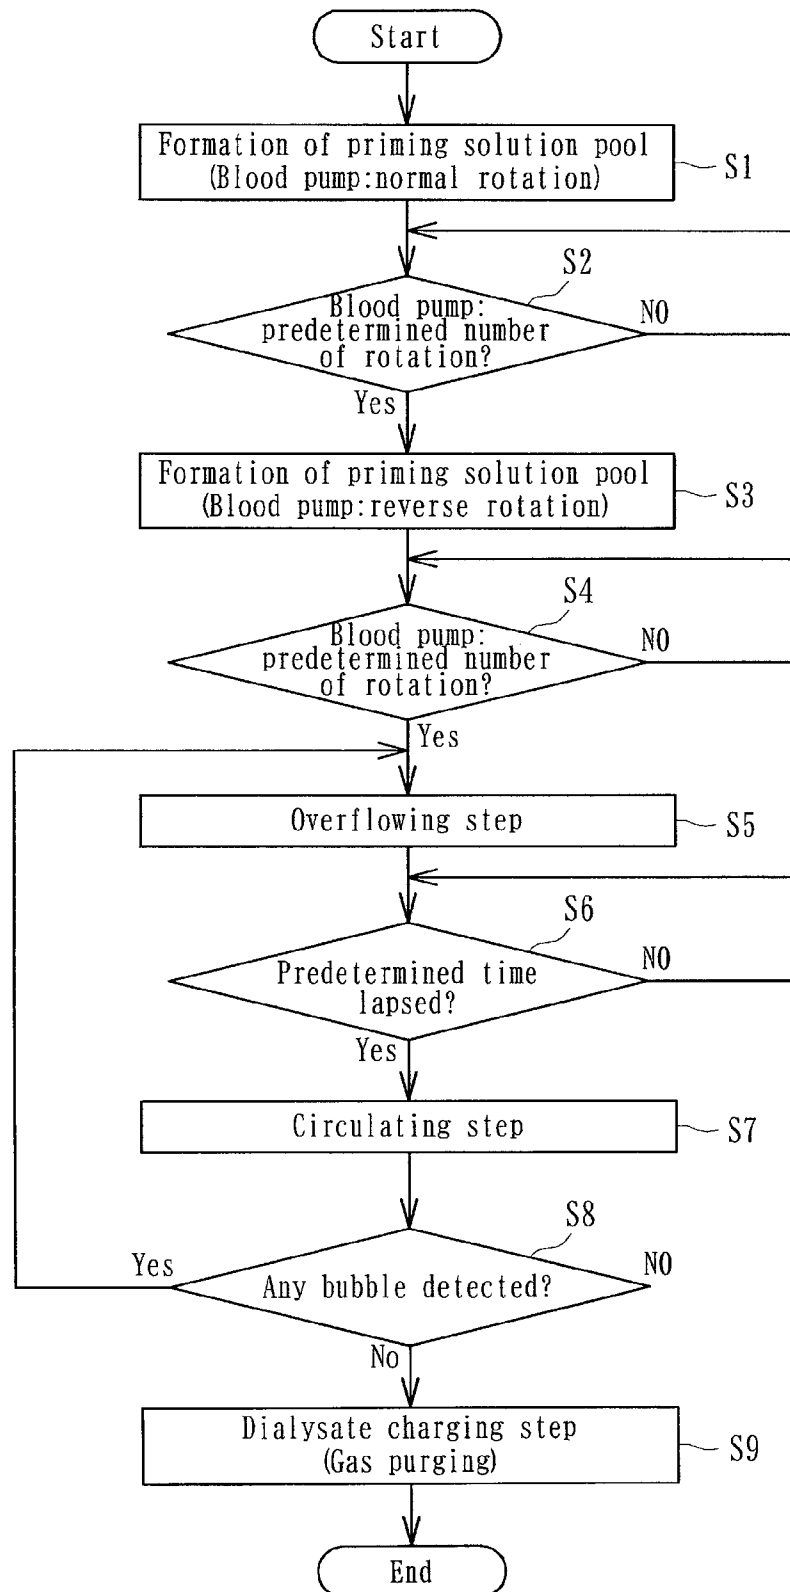 Start
Formation of priming solution pool
(Blood pump:normal rotation)
S1
S2
Blood pump:
predetermined number
of rotation?
NO
Yes
Formation of priming solution pool
(Blood pump:reverse rotation)
S3
S4
Blood pump:
predetermined number
of rotation?
NO
Yes
Overflowing step
S5
S6
Predetermined time
lapsed?
NO
Yes
Circulating step
S7
S8
Yes
Any bubble detected?
NO
No
Dialysate charging step
(Gas purging)
S9
End